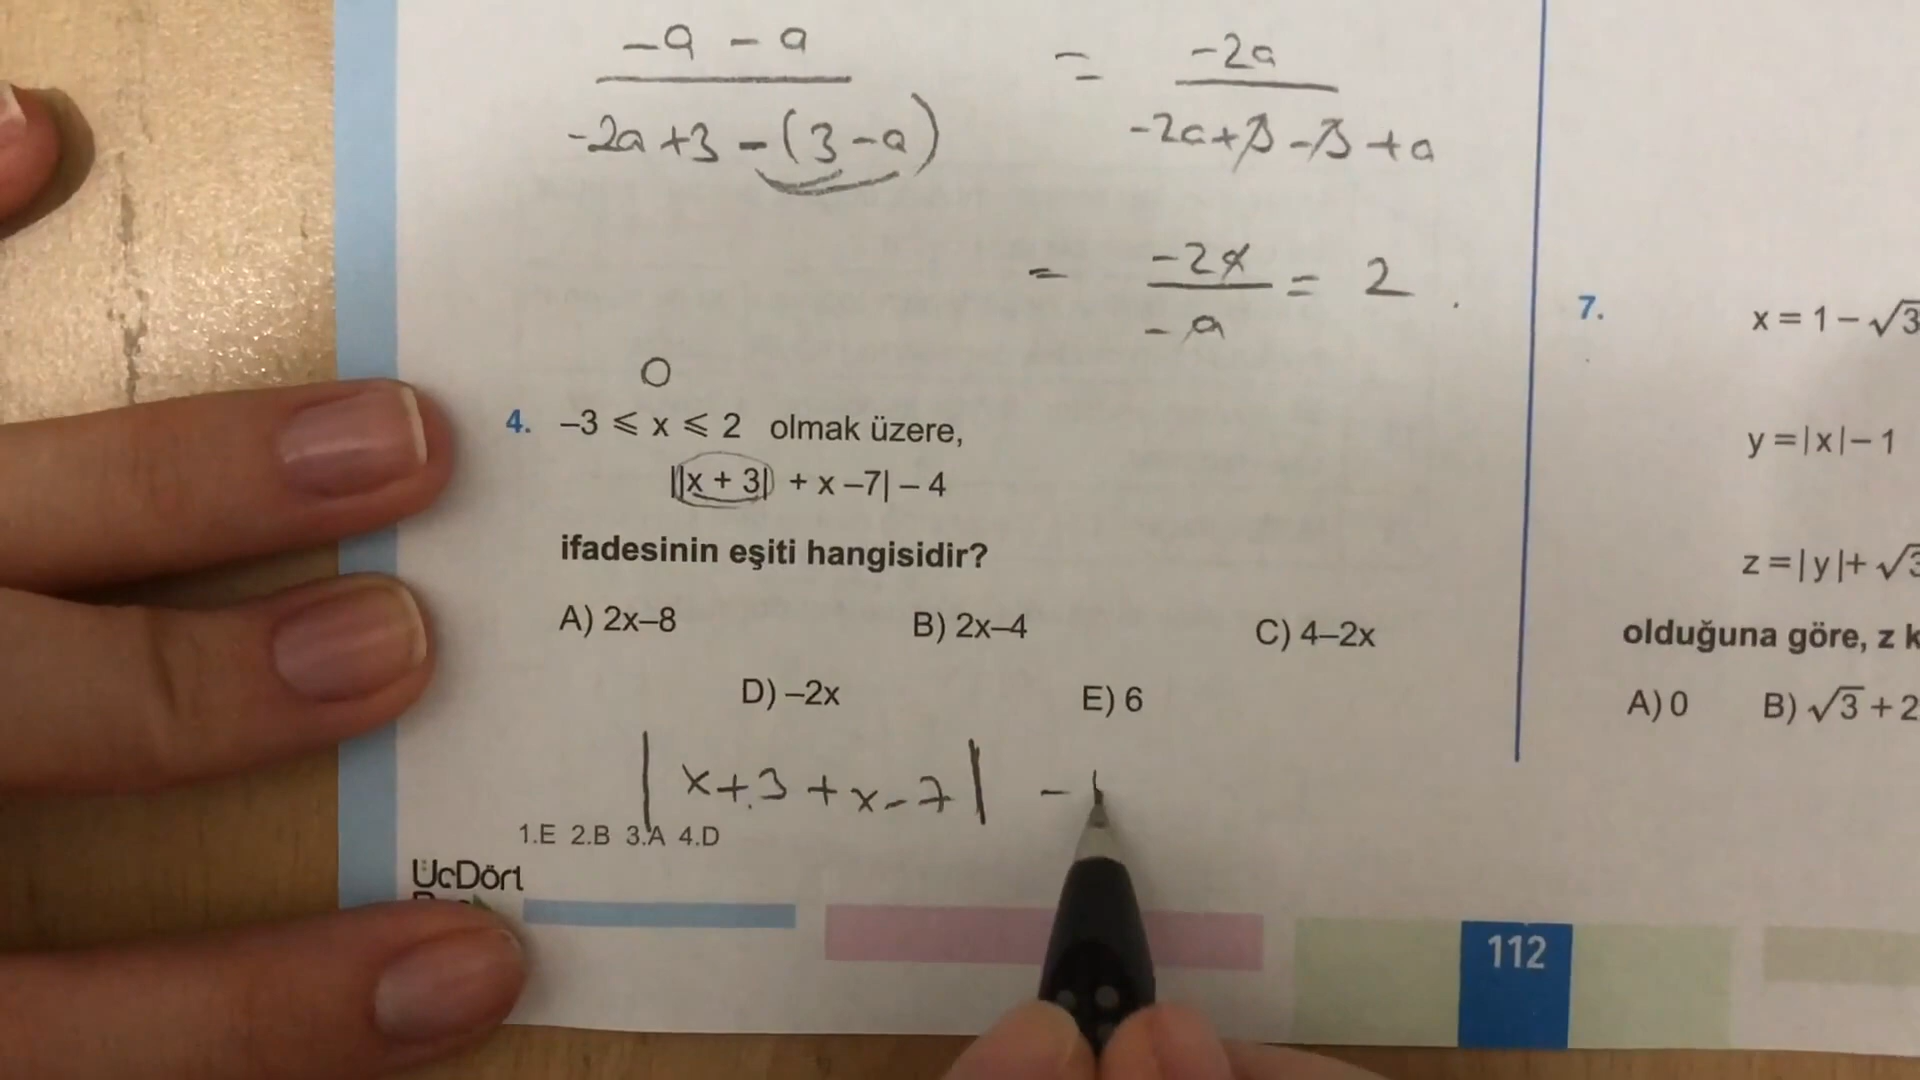 -a - a = -2a
-2a+3 -(3-a) -2a+3-3+a
= -2a = 2
-a
0
4. –3 ⩽ x ⩽ 2 olmak üzere,
||x + 3| + x –7| – 4
ifadesinin eşiti hangisidir?
A) 2x–8 B) 2x–4 C) 4–2x
D) –2x E) 6
| x+3 + x-7 | -
1.E 2.B 3.A 4.D
ÜçDört
112
7. x = 1 – √3
y = |x| – 1
z = |y| + √3
olduğuna göre, z k
A) 0 B) √3 + 2